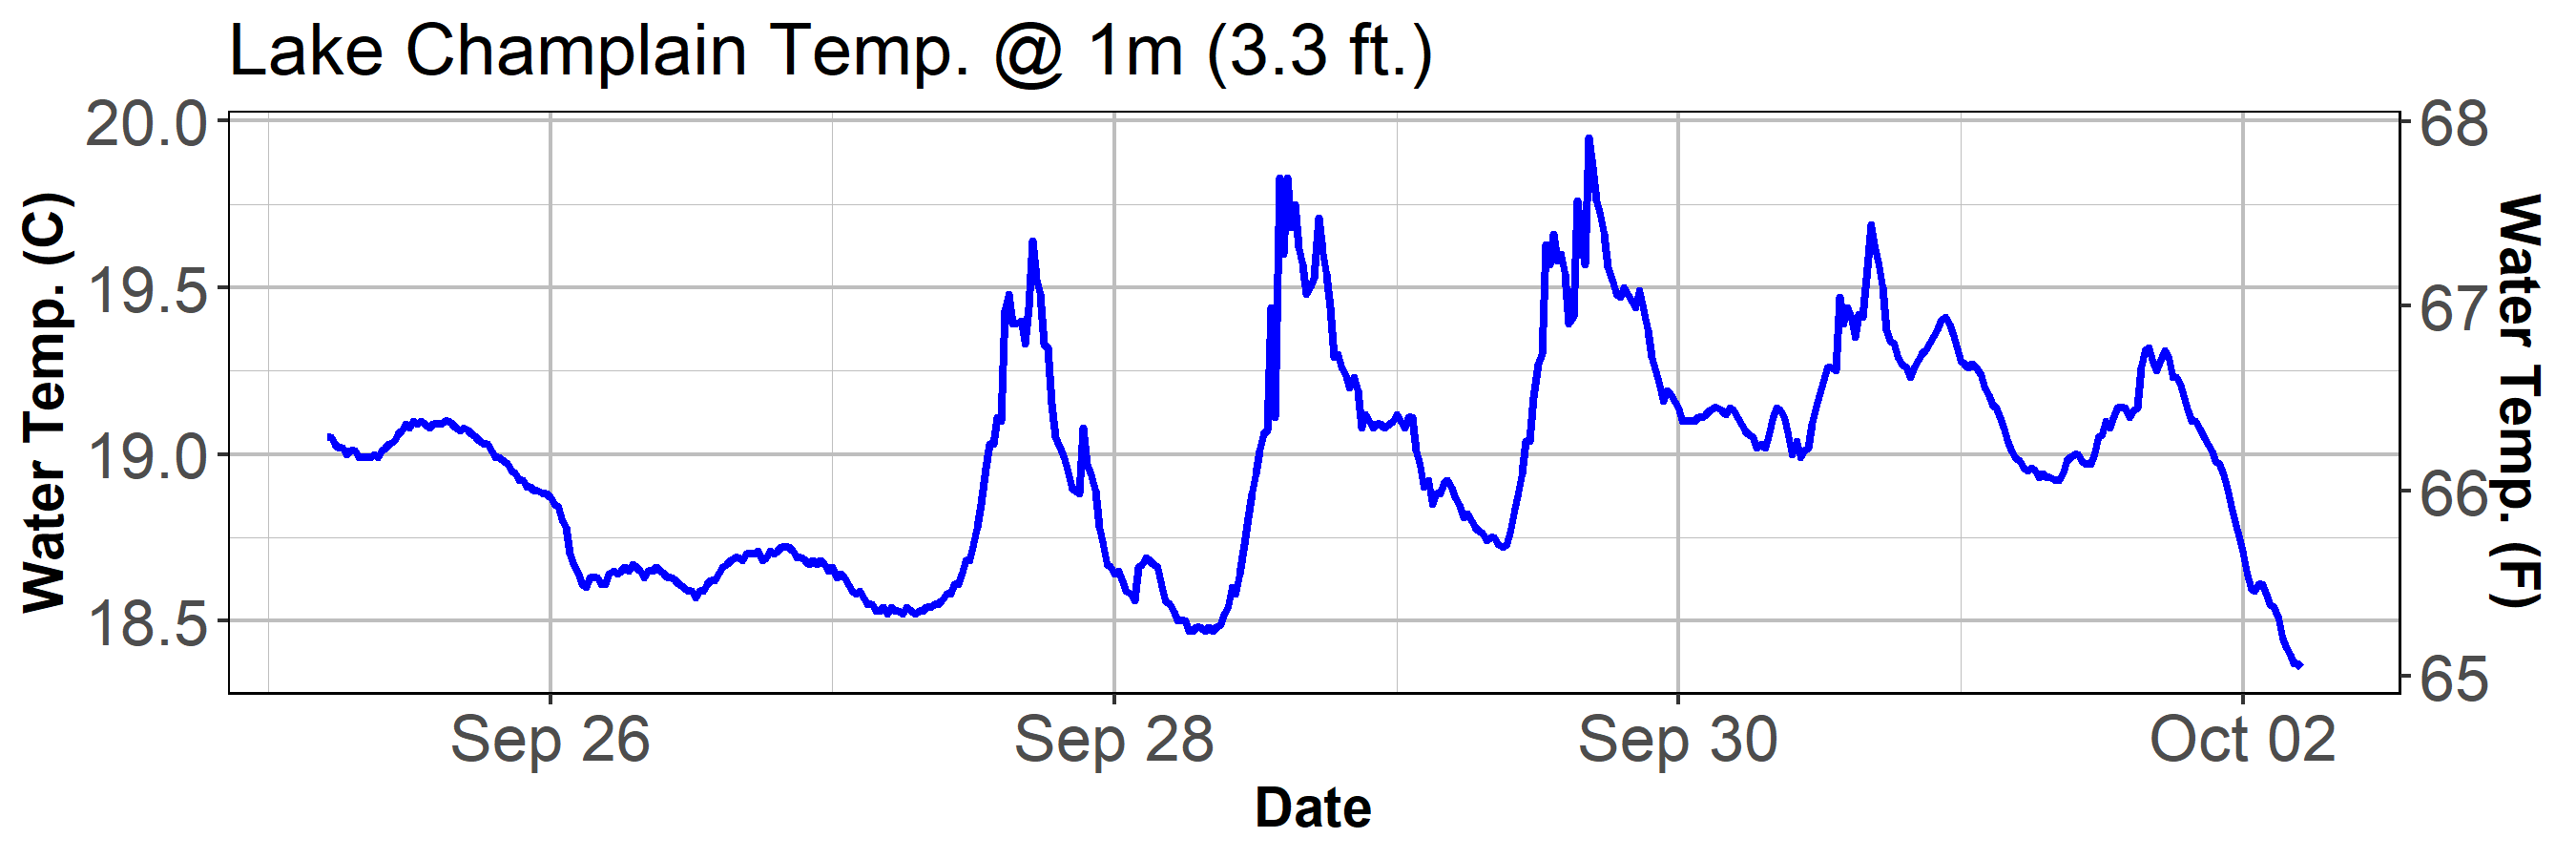 Lake Champlain Temp. @ 1m (3.3 ft.)
Water Temp. (C)
20.0
19.5
19.0
18.5
68
67
66
65
Water Temp. (F)
Sep 26
Sep 28
Sep 30
Oct 02
Date